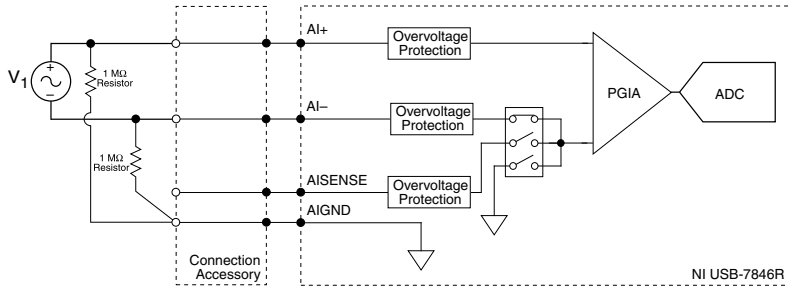 AI+
Overvoltage
Protection
V1
+
–
1 MΩ
Resistor
PGIA
ADC
AI–
Overvoltage
Protection
1 MΩ
Resistor
AISENSE
Overvoltage
Protection
AIGND
Connection
Accessory
NI USB-7846R